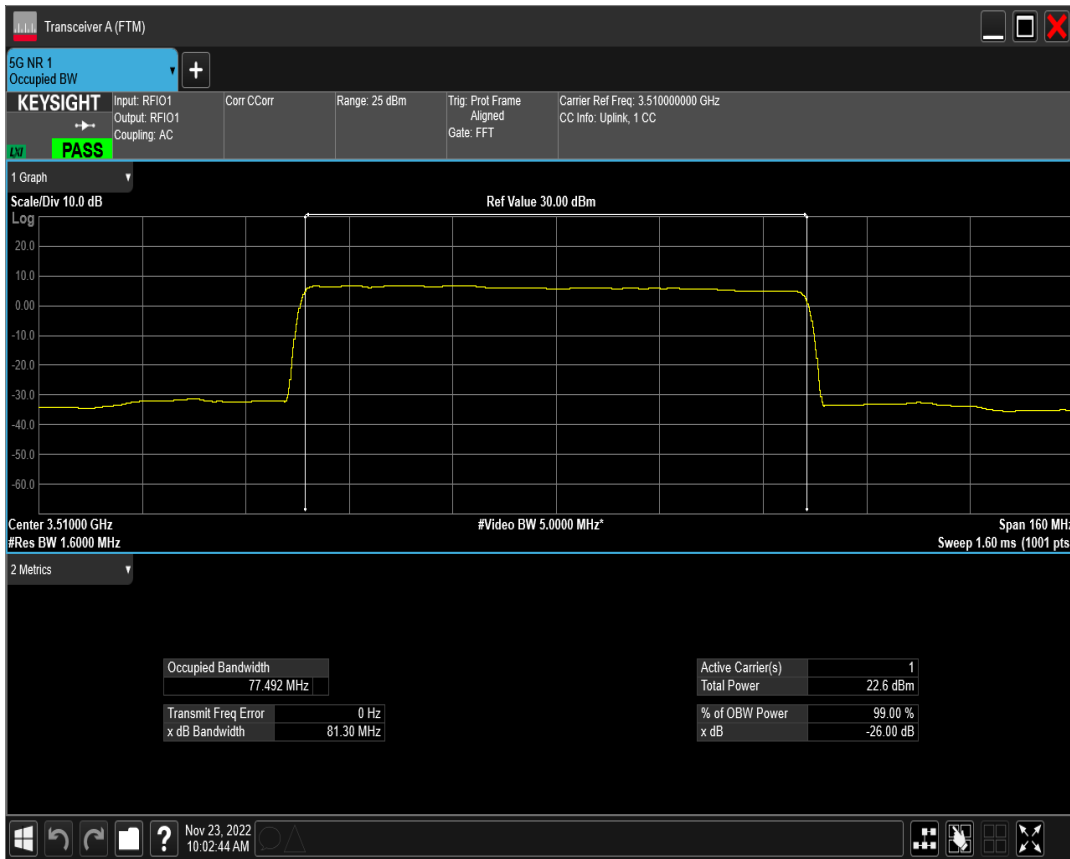 Transceiver A (FTM)
5G NR 1
Occupied BW
KEYSIGHT
LXI
PASS
Input: RFIO1
Output: RFIO1
Coupling: AC
Corr CCorr
Range: 25 dBm
Trig: Prot Frame
Aligned
Gate: FFT
Carrier Ref Freq: 3.510000000 GHz
CC Info: Uplink, 1 CC
1 Graph
Scale/Div 10.0 dB
Ref Value 30.00 dBm
Log
20.0
10.0
0.00
-10.0
-20.0
-30.0
-40.0
-50.0
-60.0
Center 3.51000 GHz
#Video BW 5.0000 MHz*
Span 160 MHz
#Res BW 1.6000 MHz
Sweep 1.60 ms (1001 pts
2 Metrics
Occupied Bandwidth
77.492 MHz
Transmit Freq Error 0 Hz
x dB Bandwidth 81.30 MHz
Active Carrier(s) 1
Total Power 22.6 dBm
% of OBW Power 99.00 %
x dB -26.00 dB
?
Nov 23, 2022
10:02:44 AM